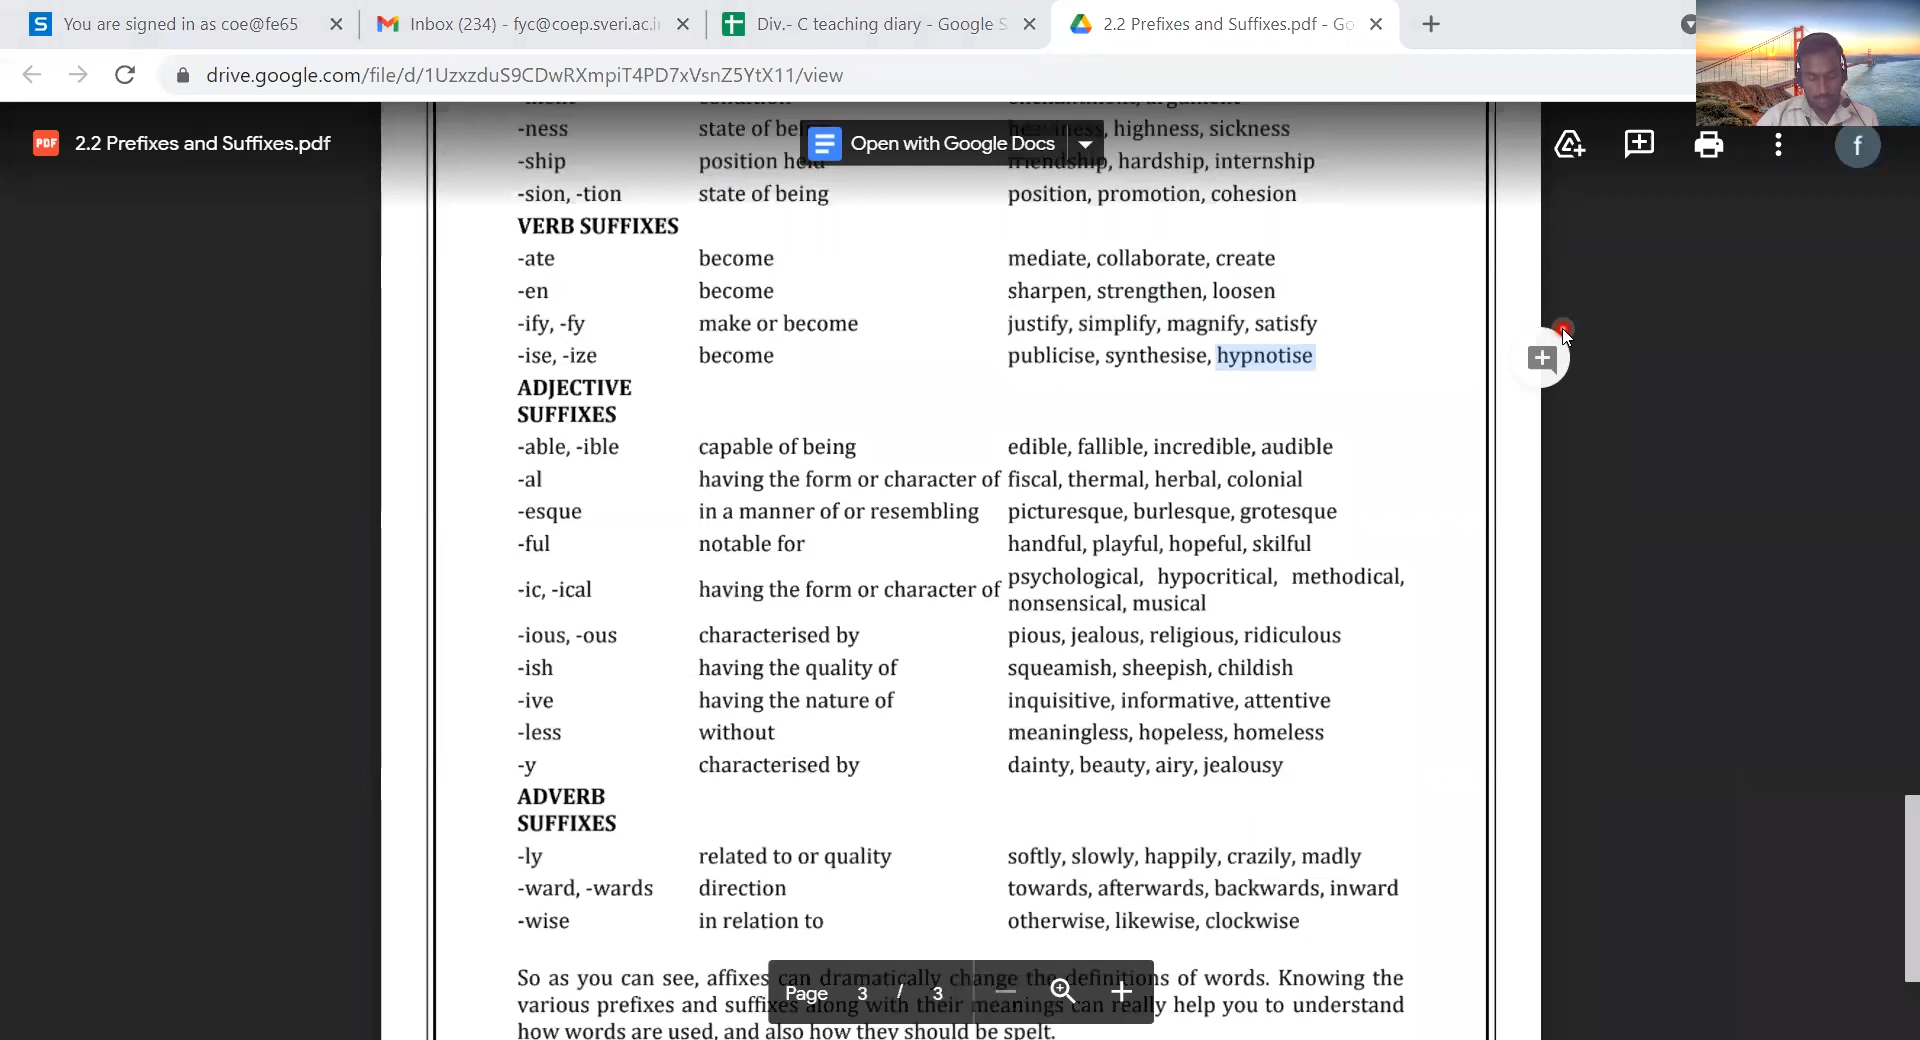 You are signed in as coe@fe65
Inbox (234) - fyc@coep.sveri.ac.i
Div.- C teaching diary - Google S
2.2 Prefixes and Suffixes.pdf - Go
drive.google.com/file/d/1UzxzduS9CDwRXmpiT4PD7xVsnZ5YtX11/view
PDF 2.2 Prefixes and Suffixes.pdf
Open with Google Docs
f
-ness state of highness, sickness
-ship position held friendship, hardship, internship
-sion, -tion state of being position, promotion, cohesion
VERB SUFFIXES
-ate become mediate, collaborate, create
-en become sharpen, strengthen, loosen
-ify, -fy make or become justify, simplify, magnify, satisfy
-ise, -ize become publicise, synthesise, hypnotise
ADJECTIVE
SUFFIXES
-able, -ible capable of being edible, fallible, incredible, audible
-al having the form or character of fiscal, thermal, herbal, colonial
-esque in a manner of or resembling picturesque, burlesque, grotesque
-ful notable for handful, playful, hopeful, skilful
-ic, -ical having the form or character of psychological, hypocritical, methodical,
nonsensical, musical
-ious, -ous characterised by pious, jealous, religious, ridiculous
-ish having the quality of squeamish, sheepish, childish
-ive having the nature of inquisitive, informative, attentive
-less without meaningless, hopeless, homeless
-y characterised by dainty, beauty, airy, jealousy
ADVERB
SUFFIXES
-ly related to or quality softly, slowly, happily, crazily, madly
-ward, -wards direction towards, afterwards, backwards, inward
-wise in relation to otherwise, likewise, clockwise
So as you can see, affixes can dramatically change the definitions of words. Knowing the
various prefixes and suffixes along with their meanings can really help you to understand
how words are used, and also how they should be spelt.
Page 3 / 3